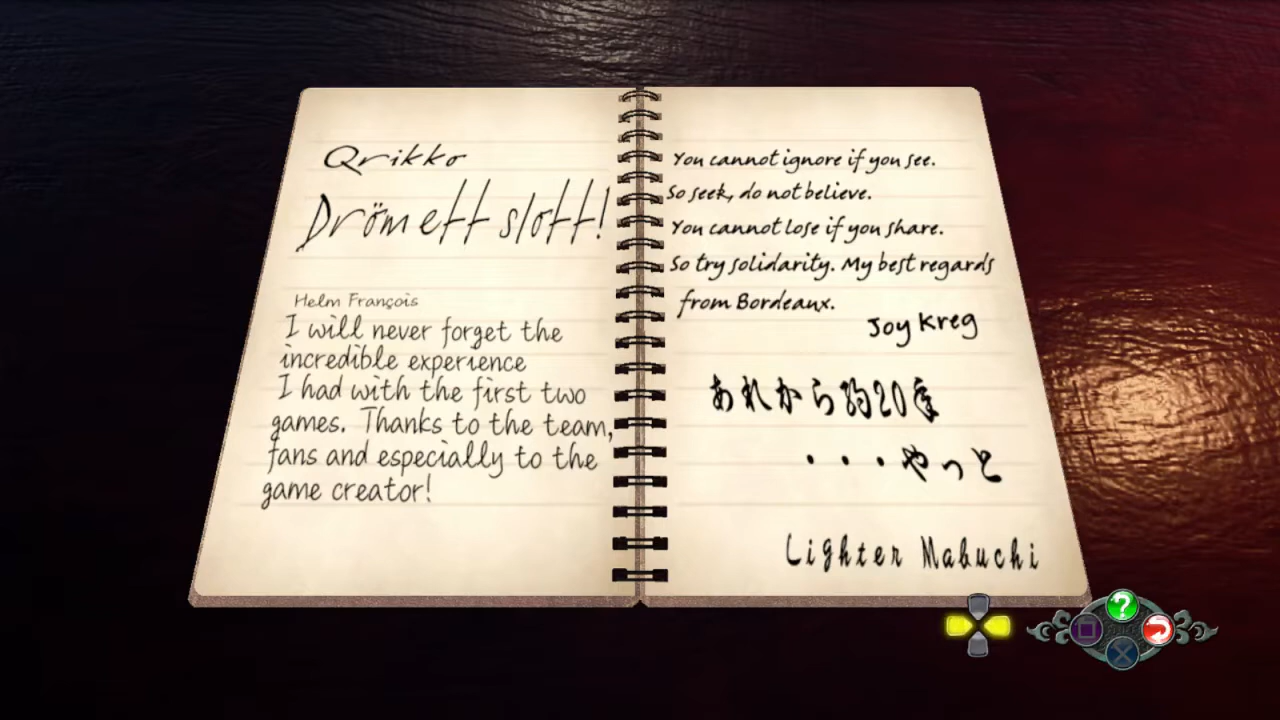 Qrikko
Dröm ett slott!
Helm François
I will never forget the
incredible experience
I had with the first two
games. Thanks to the team,
fans and especially to the
game creator!
You cannot ignore if you see.
So seek, do not believe.
You cannot lose if you share.
So try solidarity. My best regards
from Bordeaux.
Joy Kreg
あれから約20年
・・・やっと
Lighter Mabuchi
?